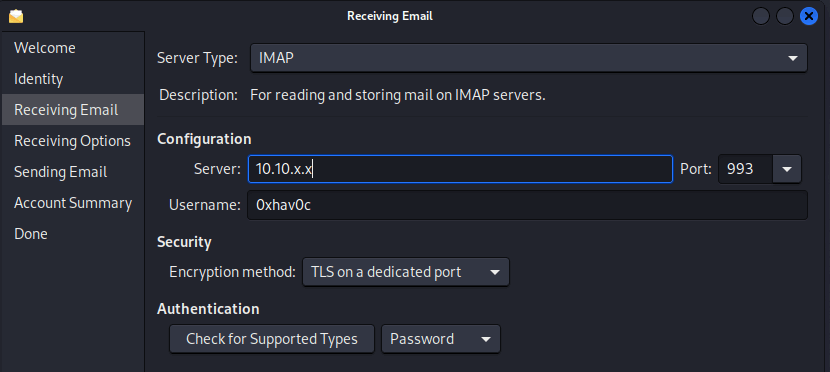 Receiving Email
Welcome
Identity
Receiving Email
Receiving Options
Sending Email
Account Summary
Done
Server Type: IMAP
Description: For reading and storing mail on IMAP servers.
Configuration
Server: 10.10.x.x Port: 993
Username: 0xhav0c
Security
Encryption method: TLS on a dedicated port
Authentication
Check for Supported Types Password